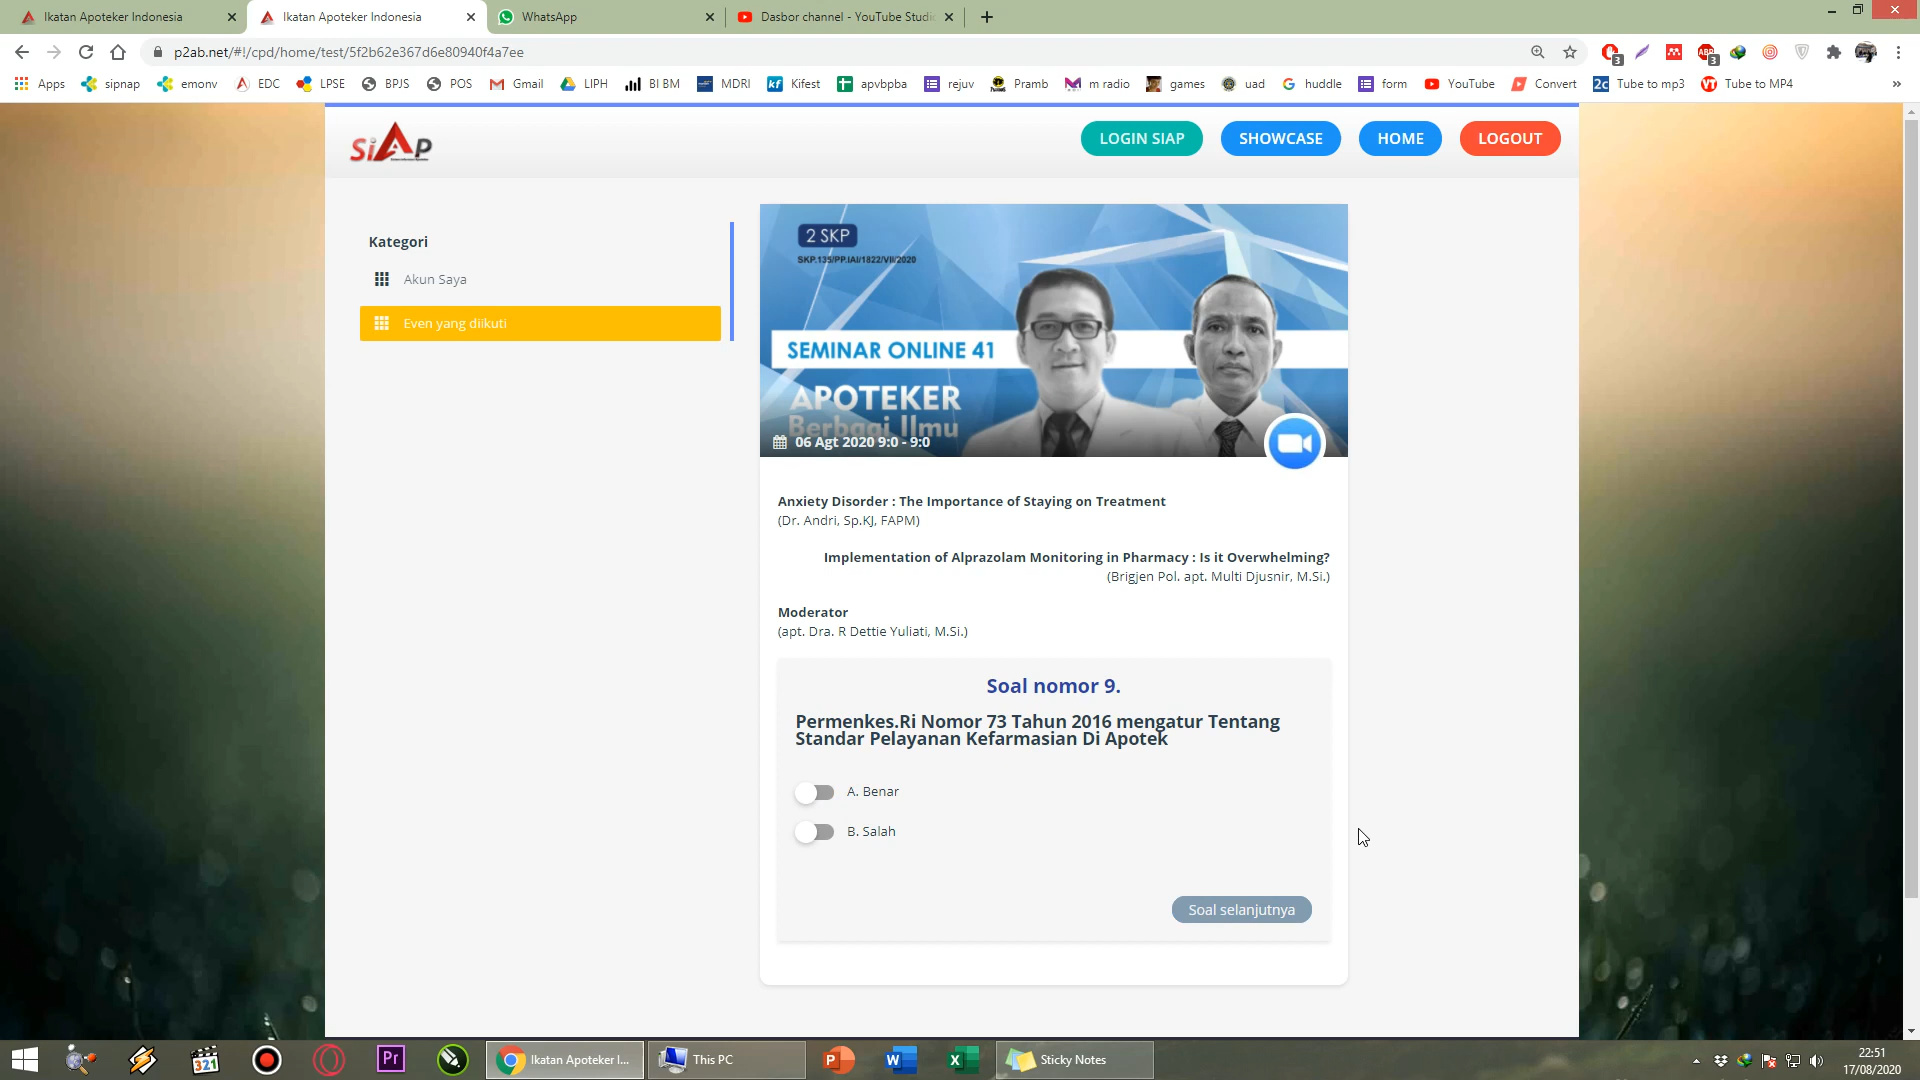 Ikatan Apoteker Indonesia
Ikatan Apoteker Indonesia
WhatsApp
Dasbor channel - YouTube Studio
p2ab.net/#!/cpd/home/test/5f2b62e367d6e80940f4a7ee
3
ABP
3
Apps
sipnap
emonv
EDC
LPSE
BPJS
POS
Gmail
LIPH
BI BM
MDRI
Kifest
apvbpba
rejuv
Pramb
m radio
games
uad
huddle
form
YouTube
Convert
Tube to mp3
Tube to MP4
»
SiAP
LOGIN SIAP
SHOWCASE
HOME
LOGOUT
Kategori
Akun Saya
Even yang diikuti
2 SKP
SKP.135/PP.IAI/1822/VII/2020
SEMINAR ONLINE 41
APOTEKER
Berbagi Ilmu
06 Agt 2020 9:0 - 9:0
Anxiety Disorder : The Importance of Staying on Treatment
(Dr. Andri, Sp.KJ, FAPM)
Implementation of Alprazolam Monitoring in Pharmacy : Is it Overwhelming?
(Brigjen Pol. apt. Multi Djusnir, M.Si.)
Moderator
(apt. Dra. R Dettie Yuliati, M.Si.)
Soal nomor 9.
Permenkes.Ri Nomor 73 Tahun 2016 mengatur Tentang
Standar Pelayanan Kefarmasian Di Apotek
A. Benar
B. Salah
Soal selanjutnya
321
Pr
Ikatan Apoteker I...
This PC
Sticky Notes
22:51
17/08/2020